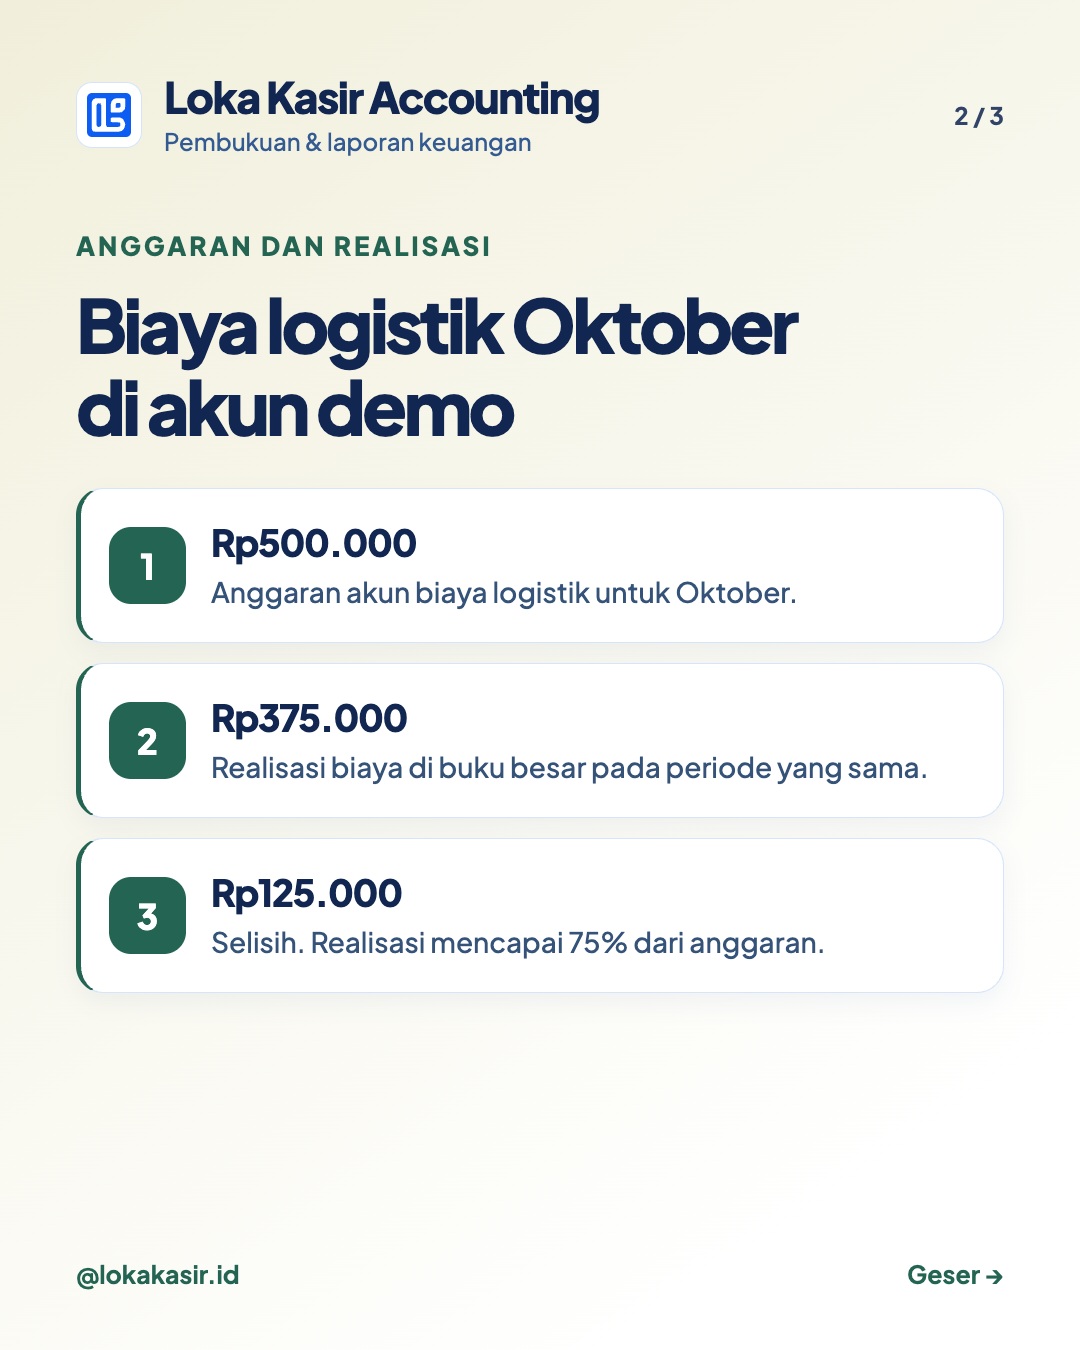 Loka Kasir Accounting
Pembukuan & laporan keuangan
2 / 3
ANGGARAN DAN REALISASI
Biaya logistik Oktober
di akun demo
1
Rp500.000
Anggaran akun biaya logistik untuk Oktober.
2
Rp375.000
Realisasi biaya di buku besar pada periode yang sama.
3
Rp125.000
Selisih. Realisasi mencapai 75% dari anggaran.
@lokakasir.id
Geser →